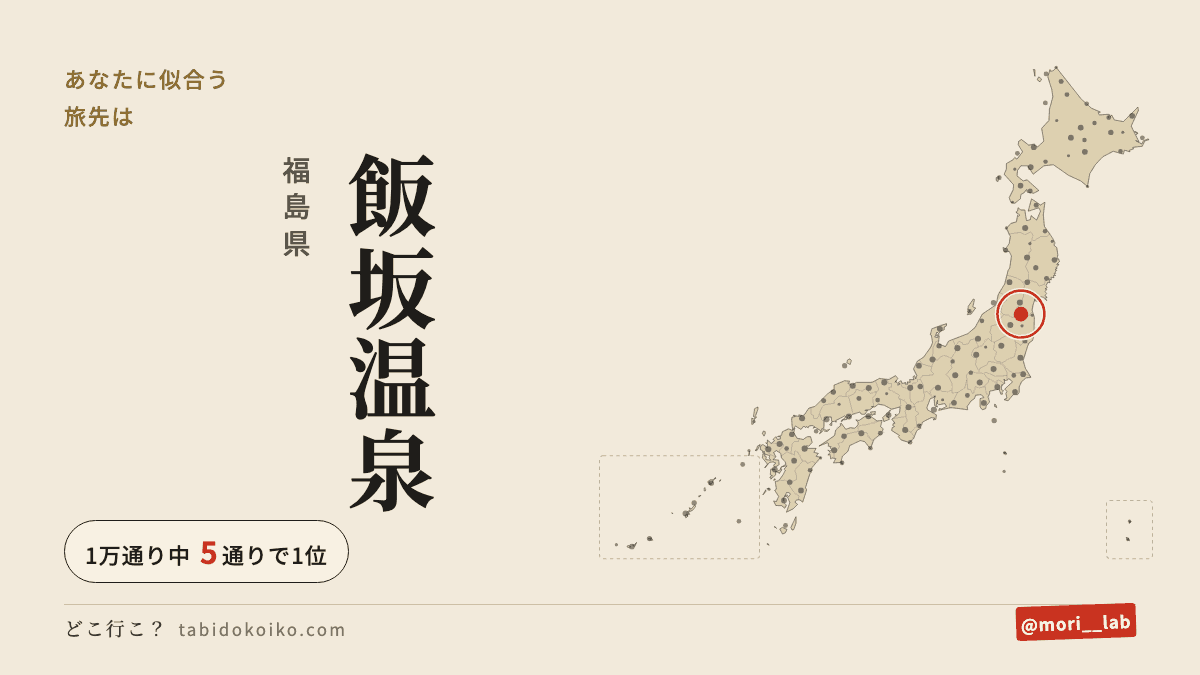 あなたに似合う
旅先は
福島県
飯坂温泉
1万通り中 5通りで1位
どこ行こ? tabidokoiko.com
@mori__lab